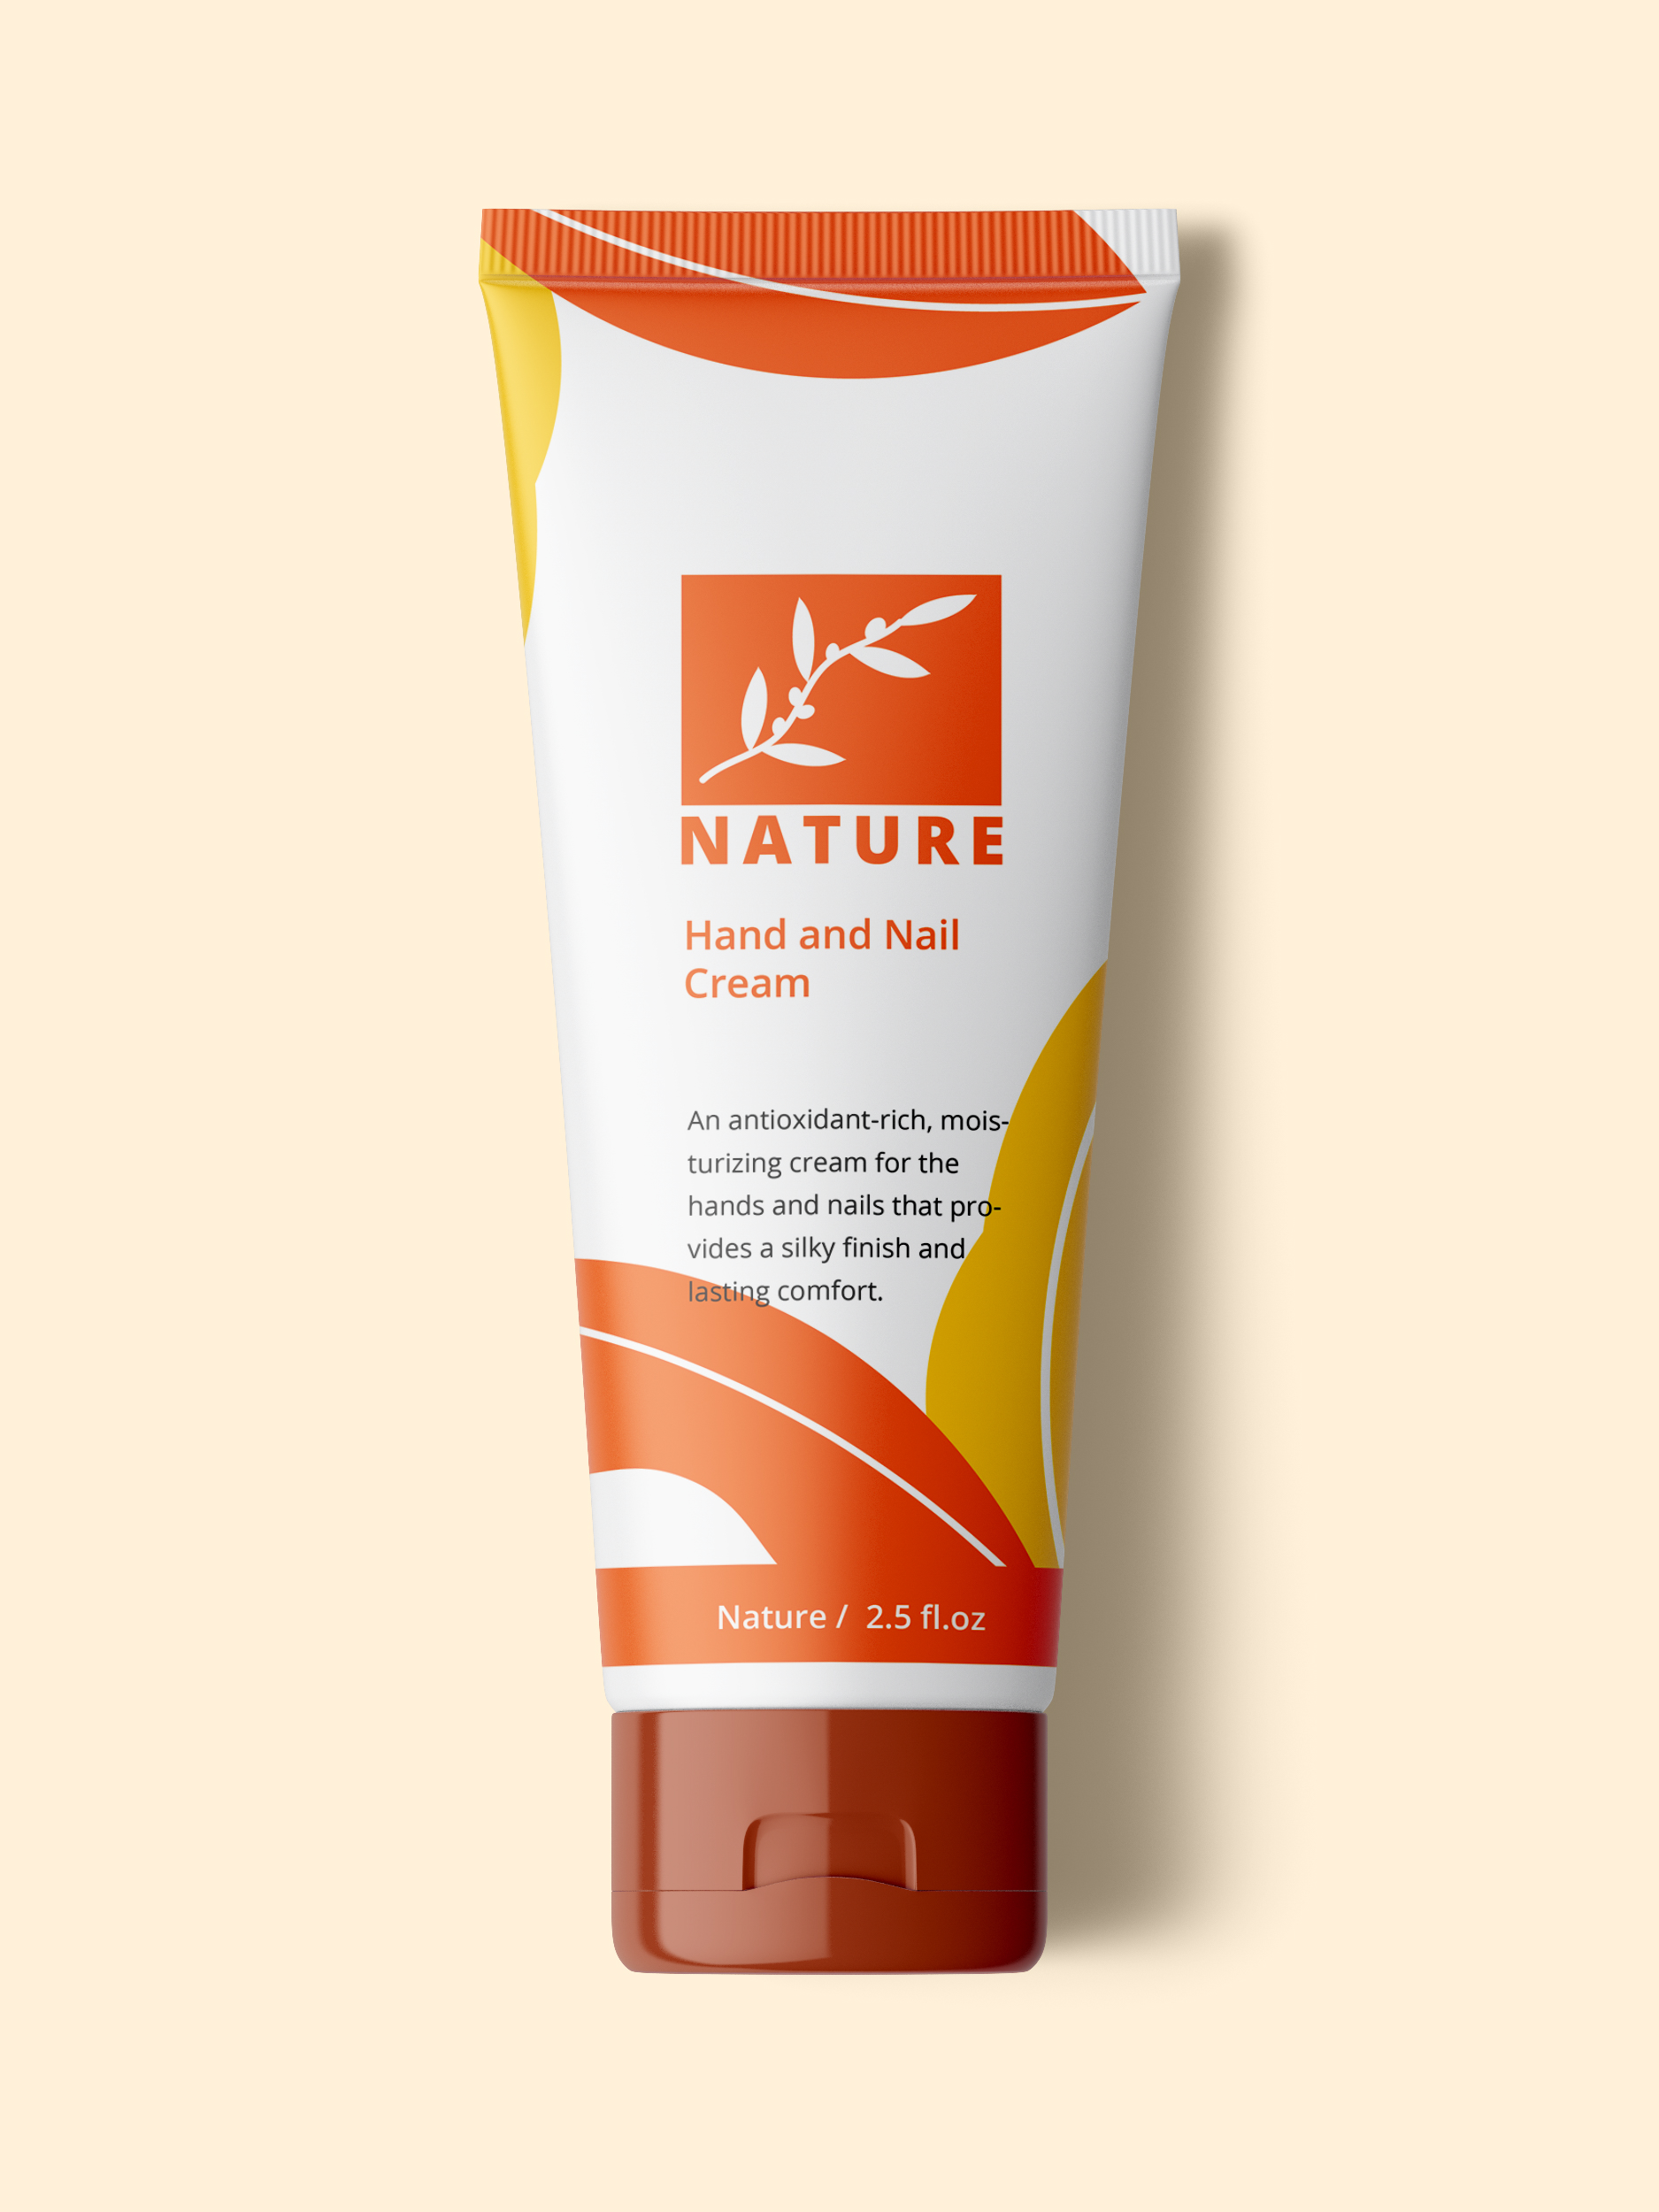 NATURE
Hand and Nail
Cream
An antioxidant-rich, mois-
turizing cream for the
hands and nails that pro-
vides a silky finish and
lasting comfort.
Nature / 2.5 fl.oz